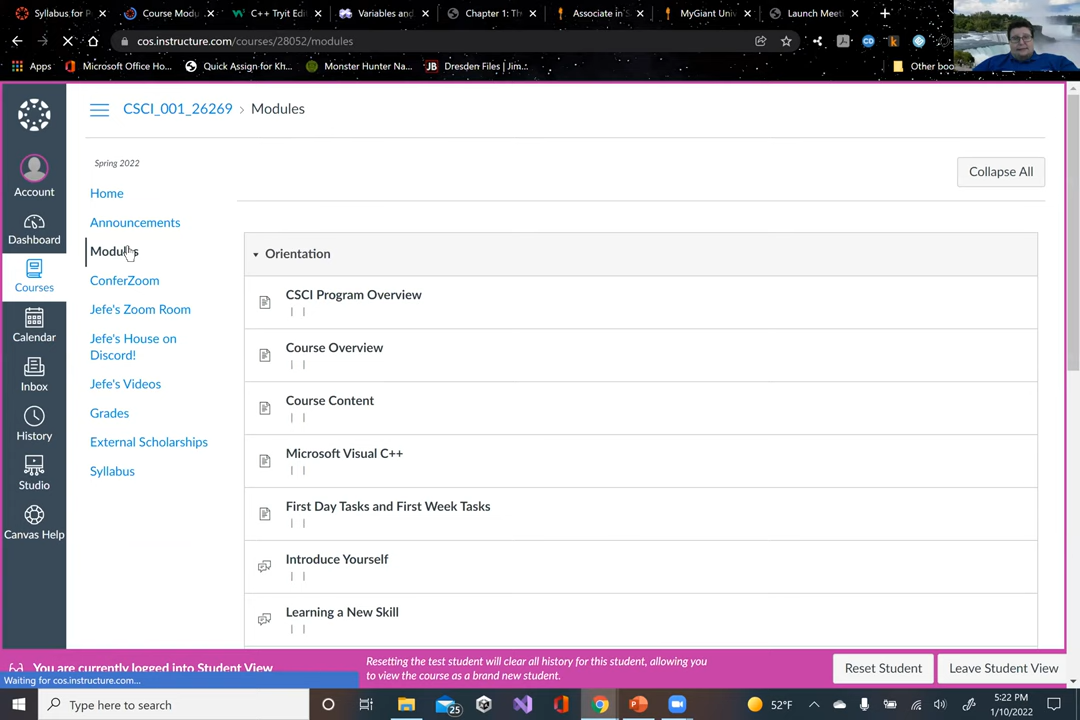 Syllabus for P
Course Modu
C++ Tryit Edi
Variables and
Chapter 1: Th
Associate in S
MyGiant Univ
Launch Meeti
cos.instructure.com/courses/28052/modules
Apps
Microsoft Office Ho...
Quick Assign for Kh...
Monster Hunter Na...
Dresden Files | Jim...
Other boo
CSCI_001_26269 > Modules
Spring 2022
Collapse All
Account
Dashboard
Courses
Calendar
Inbox
History
Studio
Canvas Help
Home
Announcements
Modules
ConferZoom
Jefe's Zoom Room
Jefe's House on
Discord!
Jefe's Videos
Grades
External Scholarships
Syllabus
Orientation
CSCI Program Overview
Course Overview
Course Content
Microsoft Visual C++
First Day Tasks and First Week Tasks
Introduce Yourself
Learning a New Skill
You are currently logged into Student View
Resetting the test student will clear all history for this student, allowing you
to view the course as a brand new student.
Reset Student
Leave Student View
Waiting for cos.instructure.com...
Type here to search
25
52°F
5:22 PM
1/10/2022